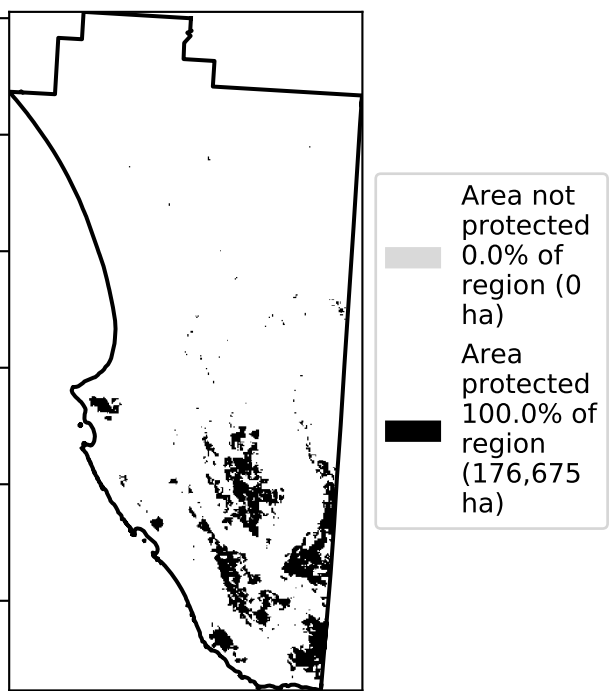 Area not
protected
0.0% of
region (0
ha)
Area
protected
100.0% of
region
(176,675
ha)